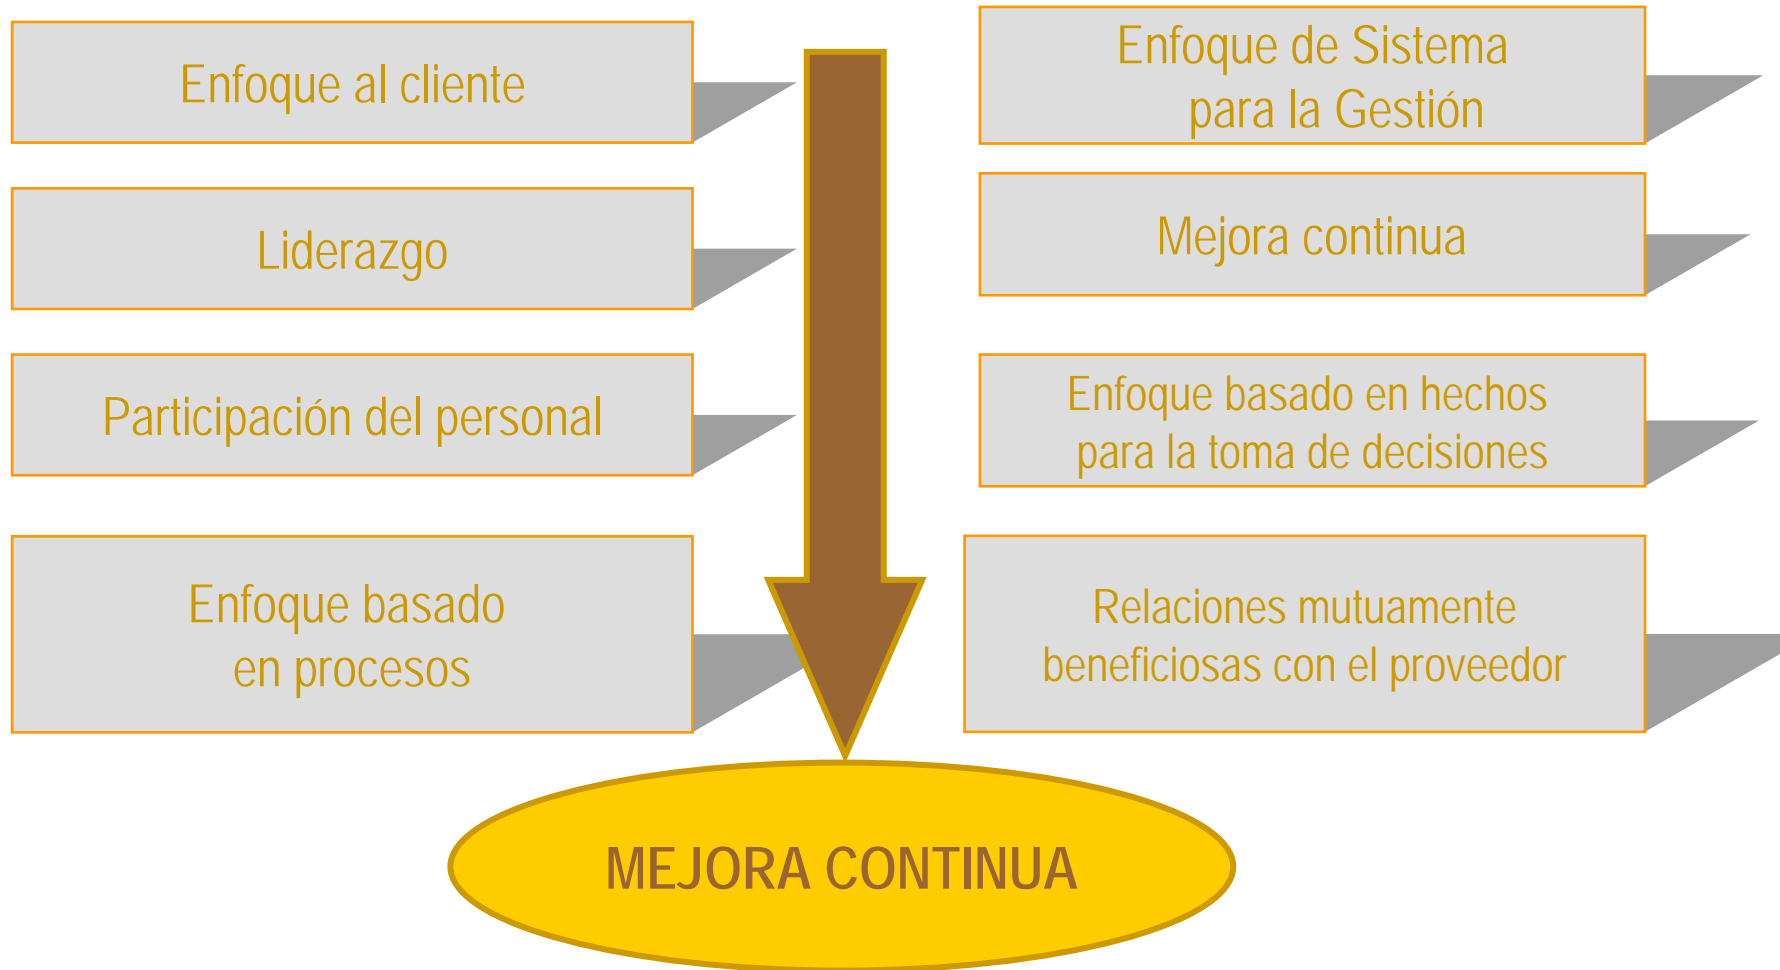 Enfoque al cliente
Liderazgo
Participación del personal
Enfoque basado
en procesos
Enfoque de Sistema
para la Gestión
Mejora continua
Enfoque basado en hechos
para la toma de decisiones
Relaciones mutuamente
beneficiosas con el proveedor
MEJORA CONTINUA